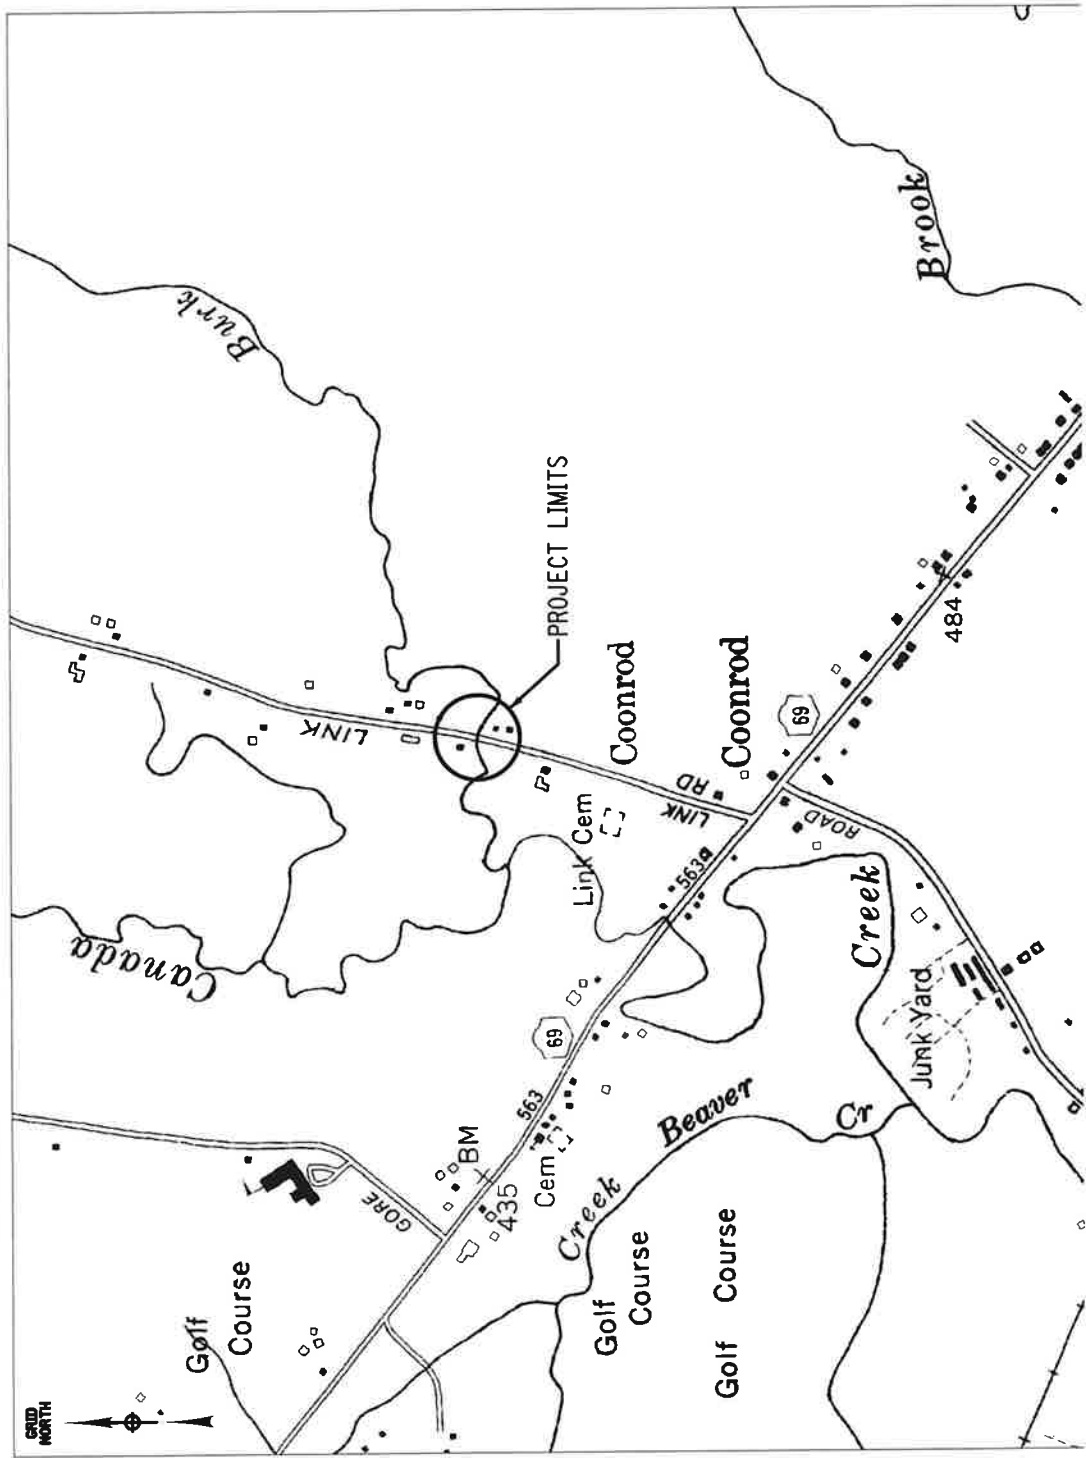 GRID
NORTH
Golf
Course
GORE
435
BM
Cem
563
69
Canada
Creek
Beaver
Cr
Golf
Course
Golf Course
Junk Yard
Creek
Link Cem
563
LINK
LINK
RD
ROAD
69
Coonrod
Coonrod
PROJECT LIMITS
484
Burk
Brook